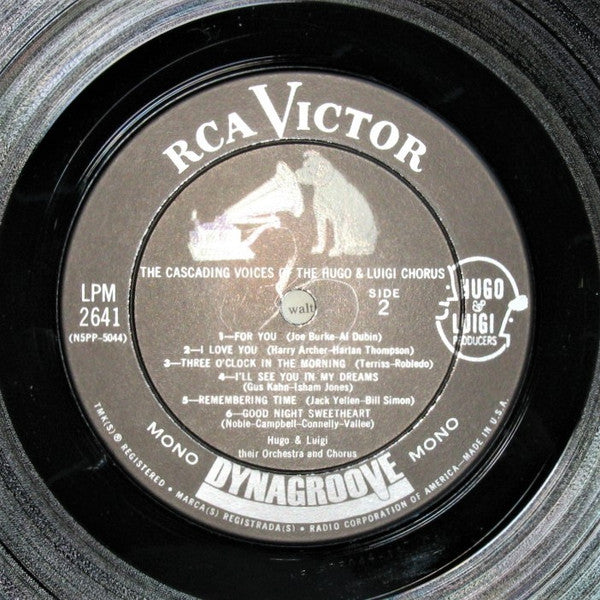 RCA VICTOR
THE CASCADING VOICES OF THE HUGO & LUIGI CHORUS
LPM
2641
(N5PP-5044)
SIDE
2
HUGO
&
LUIGI
PRODUCERS
walt
1—FOR YOU (Joe Burke-Al Dubin)
2—I LOVE YOU (Harry Archer-Harlan Thompson)
3—THREE O'CLOCK IN THE MORNING (Terriss-Robledo)
4—I'LL SEE YOU IN MY DREAMS
(Gus Kahn-Isham Jones)
5—REMEMBERING TIME (Jack Yellen-Bill Simon)
6—GOOD NIGHT SWEETHEART
(Noble-Campbell-Connelly-Vallee)
Hugo & Luigi
their Orchestra and Chorus
MONO DYNAGROOVE MONO
TMK(S) ® REGISTERED • MARCA(S) REGISTRADA(S) • RADIO CORPORATION OF AMERICA—MADE IN U.S.A.